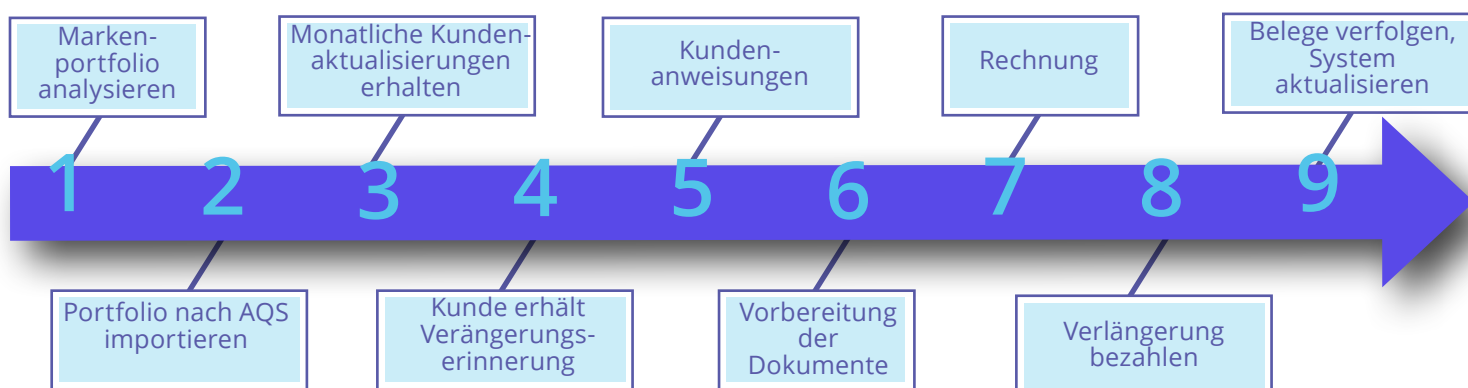 Marken-
portfolio
analysieren
Monatliche Kunden-
aktualisierungen
erhalten
Kunden-
anweisungen
Rechnung
Belege verfolgen,
System
aktualisieren
1
2
3
4
5
6
7
8
9
Portfolio nach AQS
importieren
Kunde erhält
Verängerungs-
erinnerung
Vorbereitung
der
Dokumente
Verlängerung
bezahlen